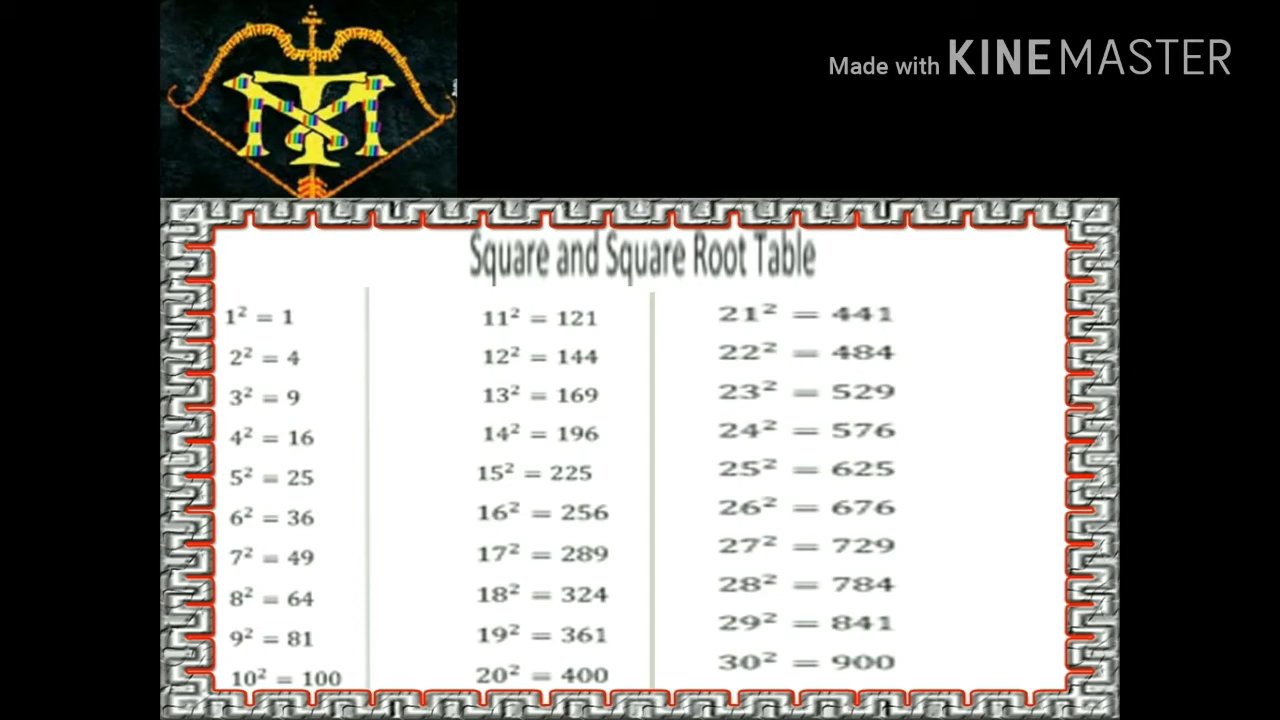 Made with KINEMASTER
Square and Square Root Table
1² = 1
2² = 4
3² = 9
4² = 16
5² = 25
6² = 36
7² = 49
8² = 64
9² = 81
10² = 100
11² = 121
12² = 144
13² = 169
14² = 196
15² = 225
16² = 256
17² = 289
18² = 324
19² = 361
20² = 400
21² = 441
22² = 484
23² = 529
24² = 576
25² = 625
26² = 676
27² = 729
28² = 784
29² = 841
30² = 900